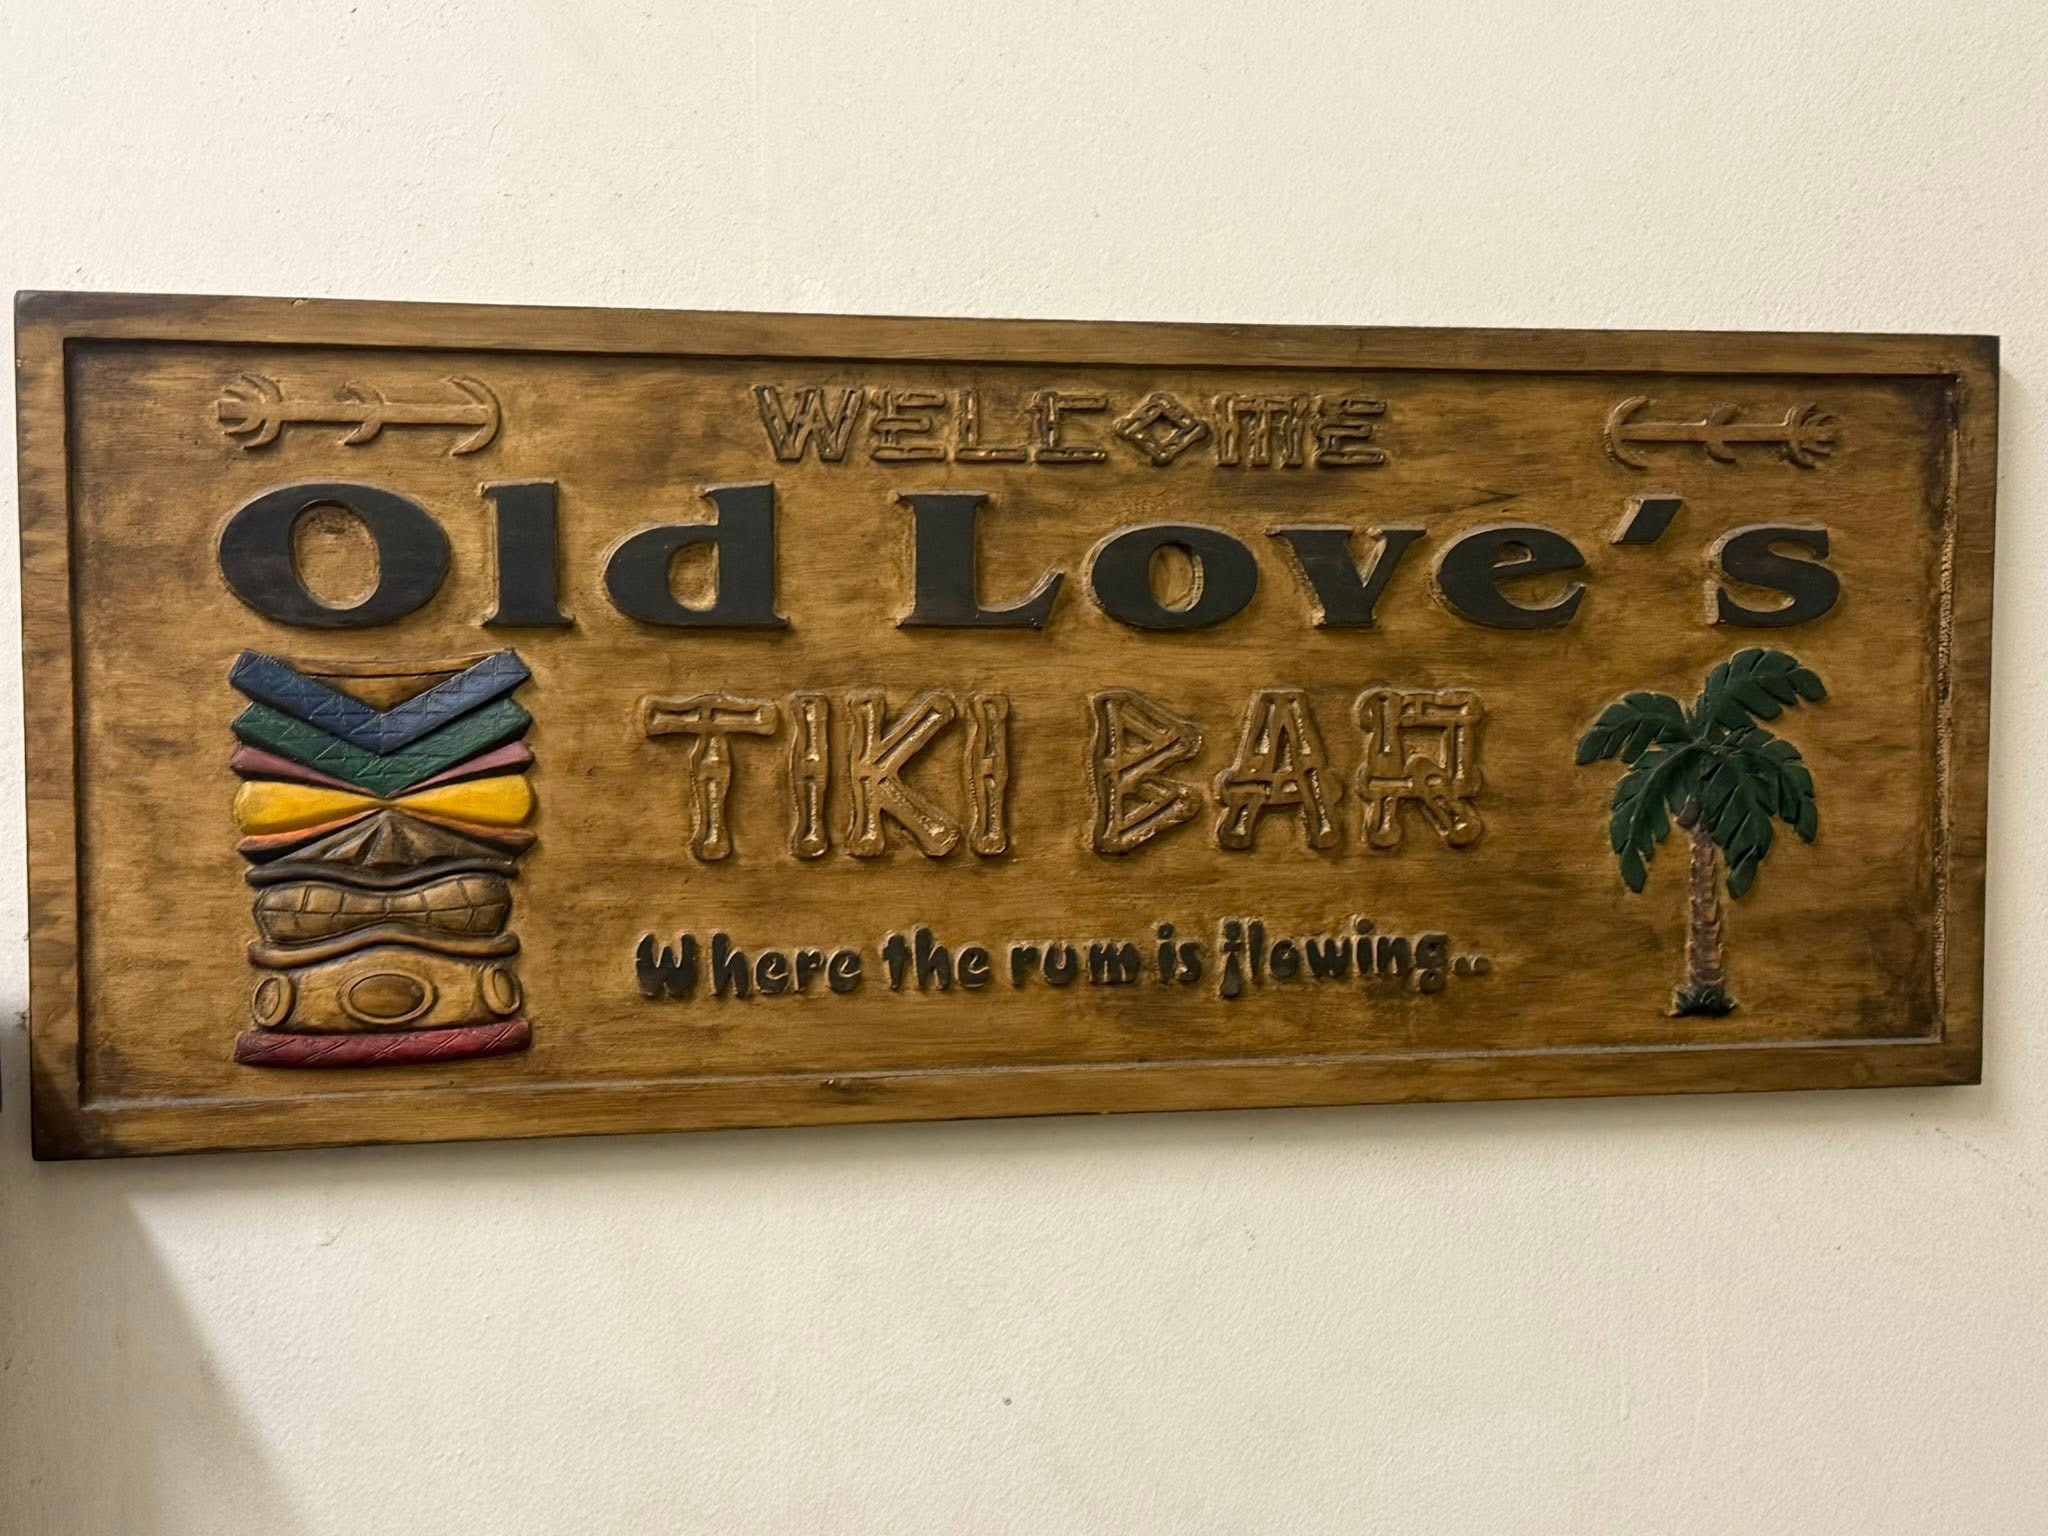 WELCOME
Old Love's
TIKI BAR
Where the rum is flowing..